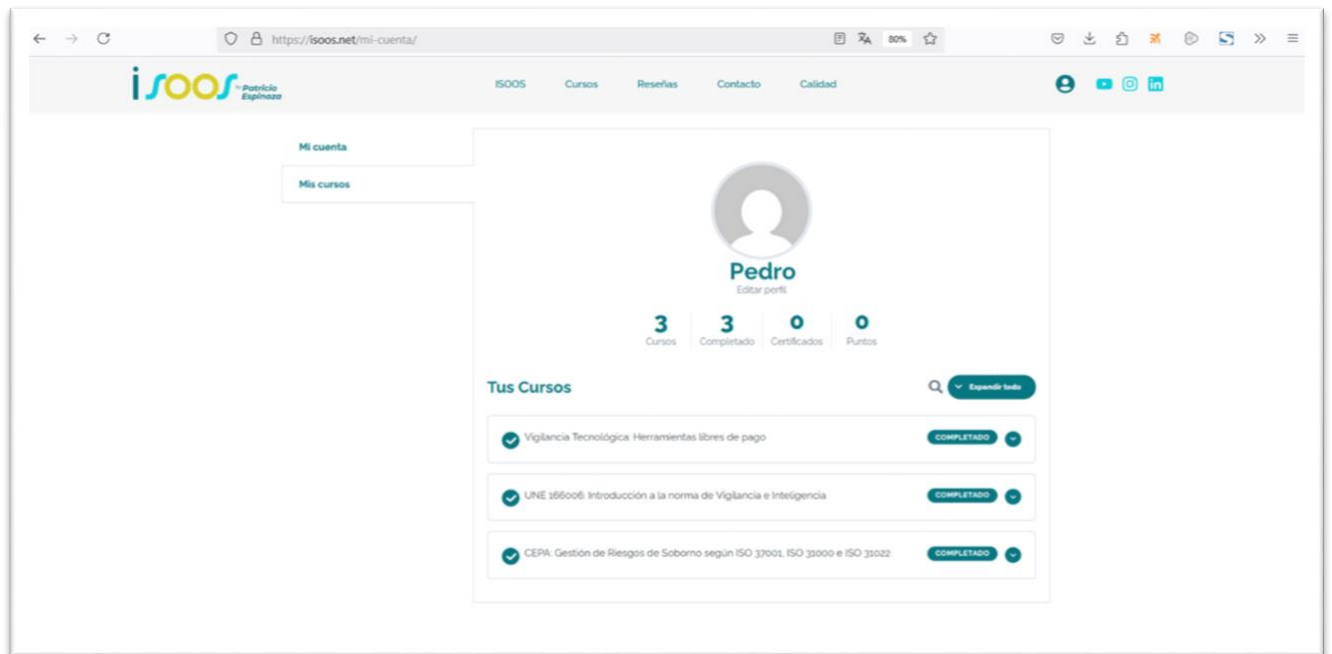 https://isoos.net/mi-cuenta/
80%
isoos by Patricio
Espinoza
ISOOS Cursos Reseñas Contacto Calidad
Mi cuenta
Mis cursos
Pedro
Editar perfil
3 3 0 0
Cursos Completado Certificados Puntos
Tus Cursos
Expandir todo
Vigilancia Tecnológica: Herramientas libres de pago COMPLETADO
UNE 166006: Introducción a la norma de Vigilancia e Inteligencia COMPLETADO
CEPA: Gestión de Riesgos de Soborno según ISO 37001, ISO 31000 e ISO 31022 COMPLETADO